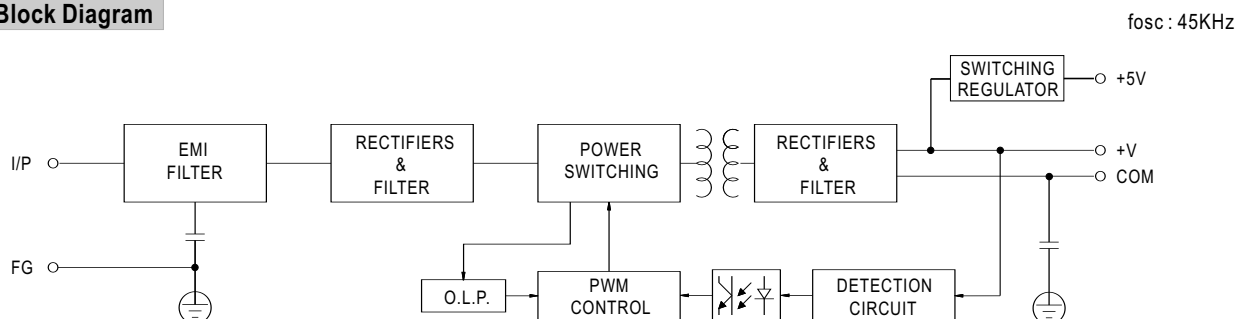 Block Diagram
fosc : 45KHz
SWITCHING
REGULATOR
+5V
I/P
EMI
FILTER
RECTIFIERS
&
FILTER
POWER
SWITCHING
RECTIFIERS
&
FILTER
+V
COM
FG
O.L.P.
PWM
CONTROL
DETECTION
CIRCUIT